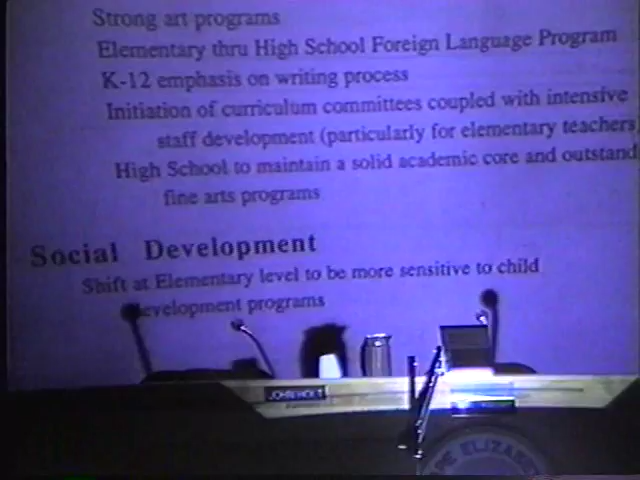 Strong art programs
Elementary thru High School Foreign Language Program
K-12 emphasis on writing process
Initiation of curriculum committees coupled with intensive
staff development (particularly for elementary teachers
High School to maintain a solid academic core and outstand
fine arts programs
Social Development
Shift at Elementary level to be more sensitive to child
development programs
JOHN HOLT
PE ELIZABET